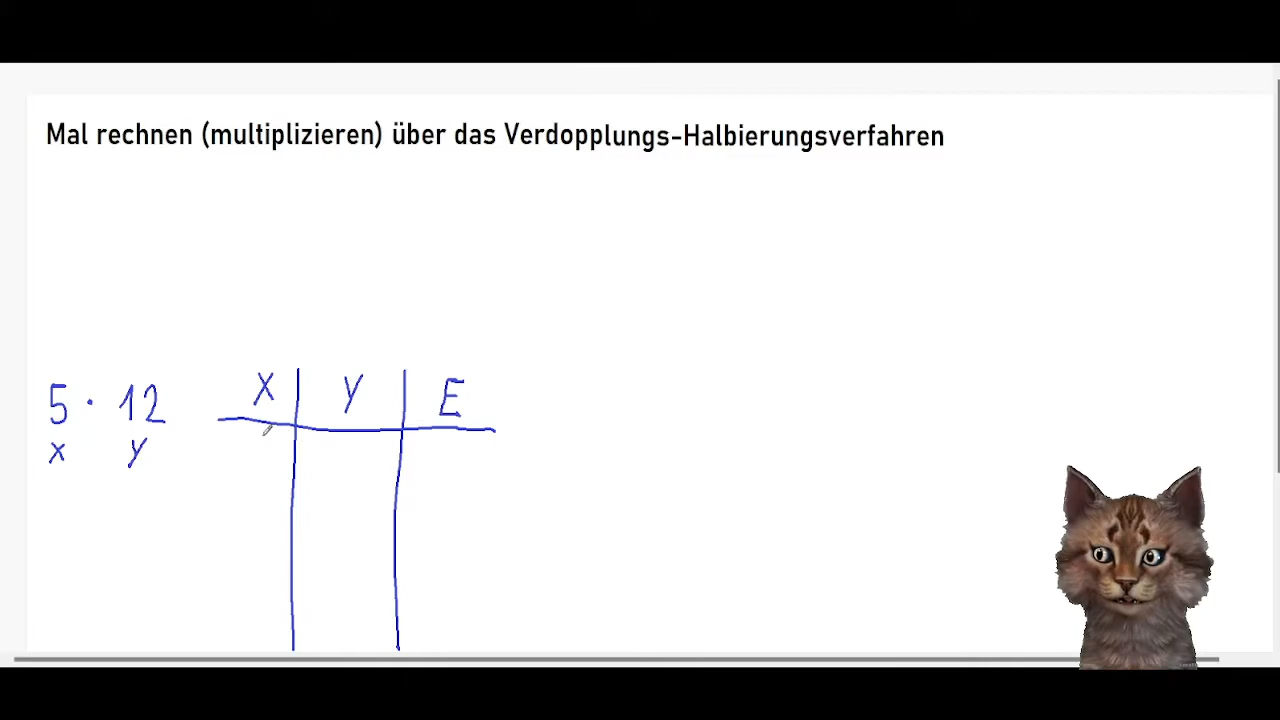 Mal rechnen (multiplizieren) über das Verdopplungs-Halbierungsverfahren
5 · 12
x y
X y E